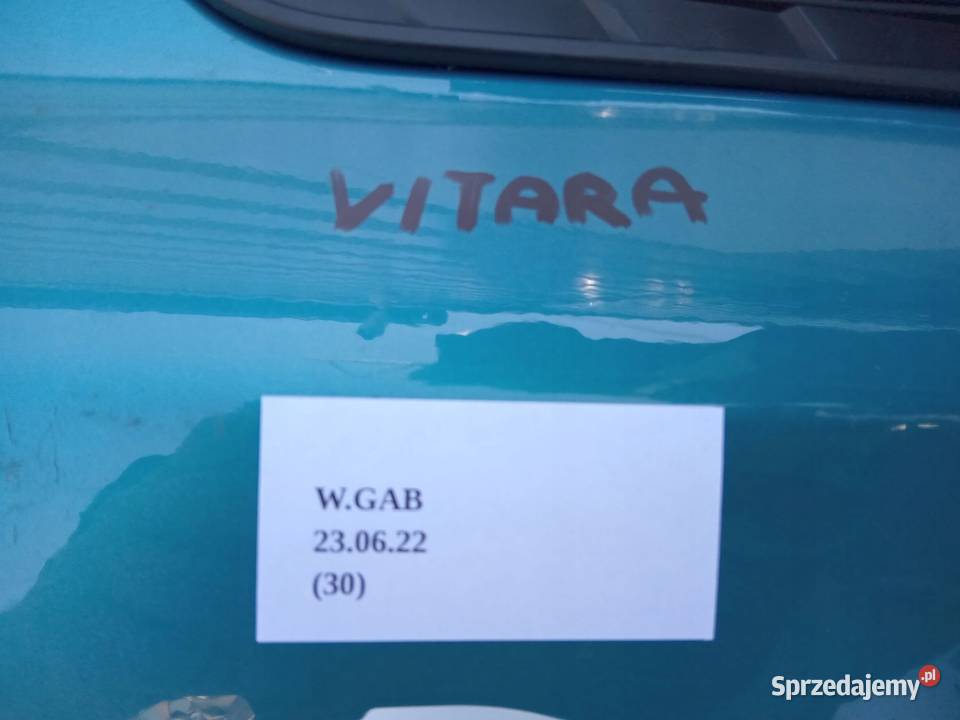 VITARA
W.GAB
23.06.22
(30)
Sprzedajemy.pl